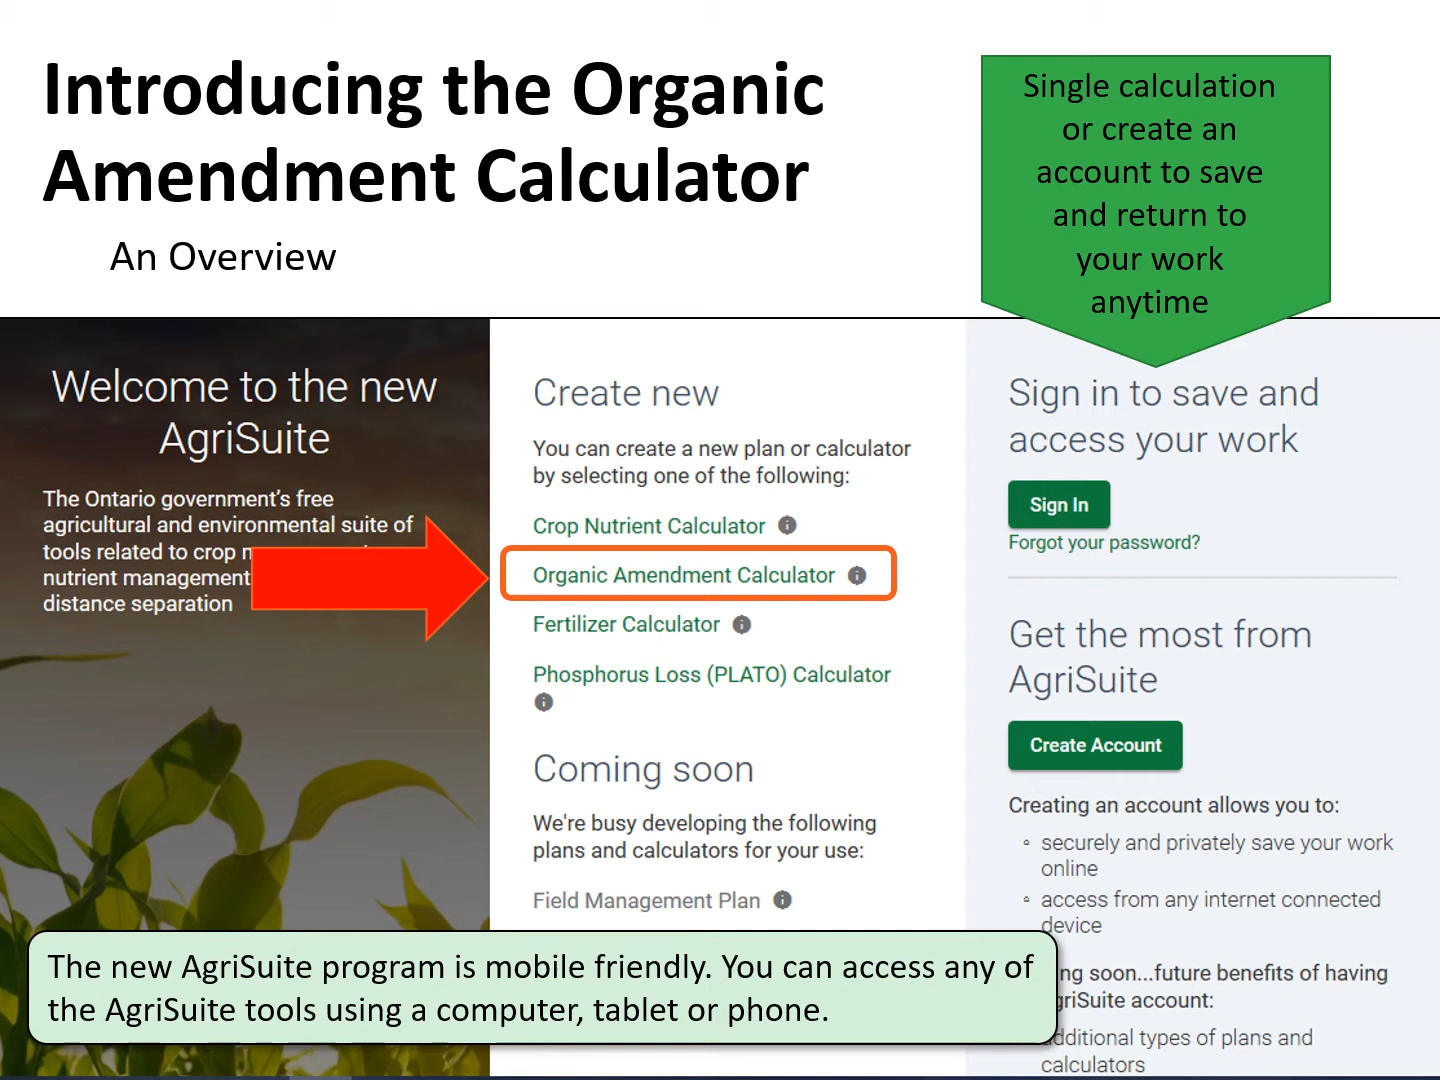 Introducing the Organic
Amendment Calculator
An Overview
Single calculation
or create an
account to save
and return to
your work
anytime
Welcome to the new
AgriSuite
The Ontario government's free
agricultural and environmental suite of
tools related to crop
nutrient management
distance separation
Create new
You can create a new plan or calculator
by selecting one of the following:
Crop Nutrient Calculator
Organic Amendment Calculator
Fertilizer Calculator
Phosphorus Loss (PLATO) Calculator
Coming soon
We're busy developing the following
plans and calculators for your use:
Field Management Plan
Sign in to save and
access your work
Sign In
Forgot your password?
Get the most from
AgriSuite
Create Account
Creating an account allows you to:
securely and privately save your work
online
access from any internet connected
device
soon...future benefits of having
account:
plans and
types of
calculators
The new AgriSuite program is mobile friendly. You can access any of
the AgriSuite tools using a computer, tablet or phone.